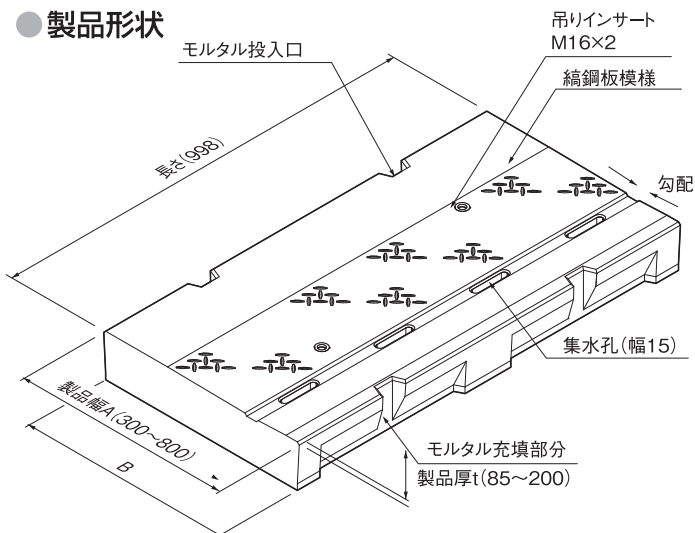 ●製品形状
吊りインサート
M16×2
モルタル投入口
縞鋼板模様
長さ(998)
勾配
集水孔(幅15)
製品幅A(300〜800)
モルタル充填部分
B
製品厚t(85〜200)